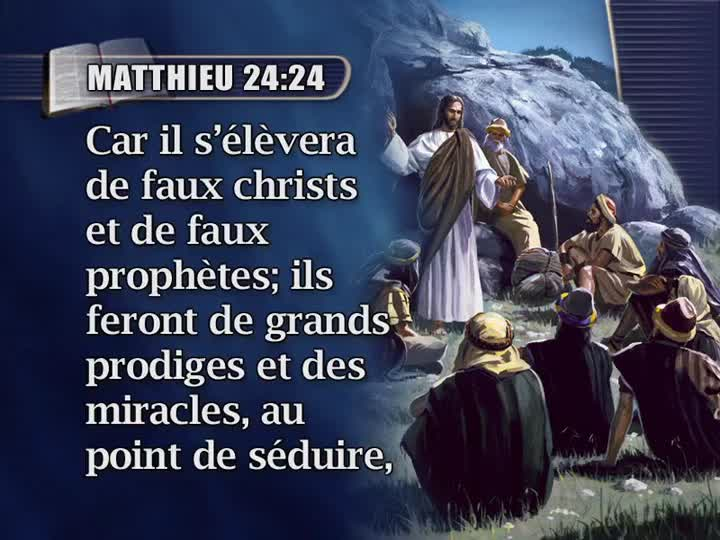 MATTHIEU 24:24
Car il s’élèvera
de faux christs
et de faux
prophètes; ils
feront de grands
prodiges et des
miracles, au
point de séduire,